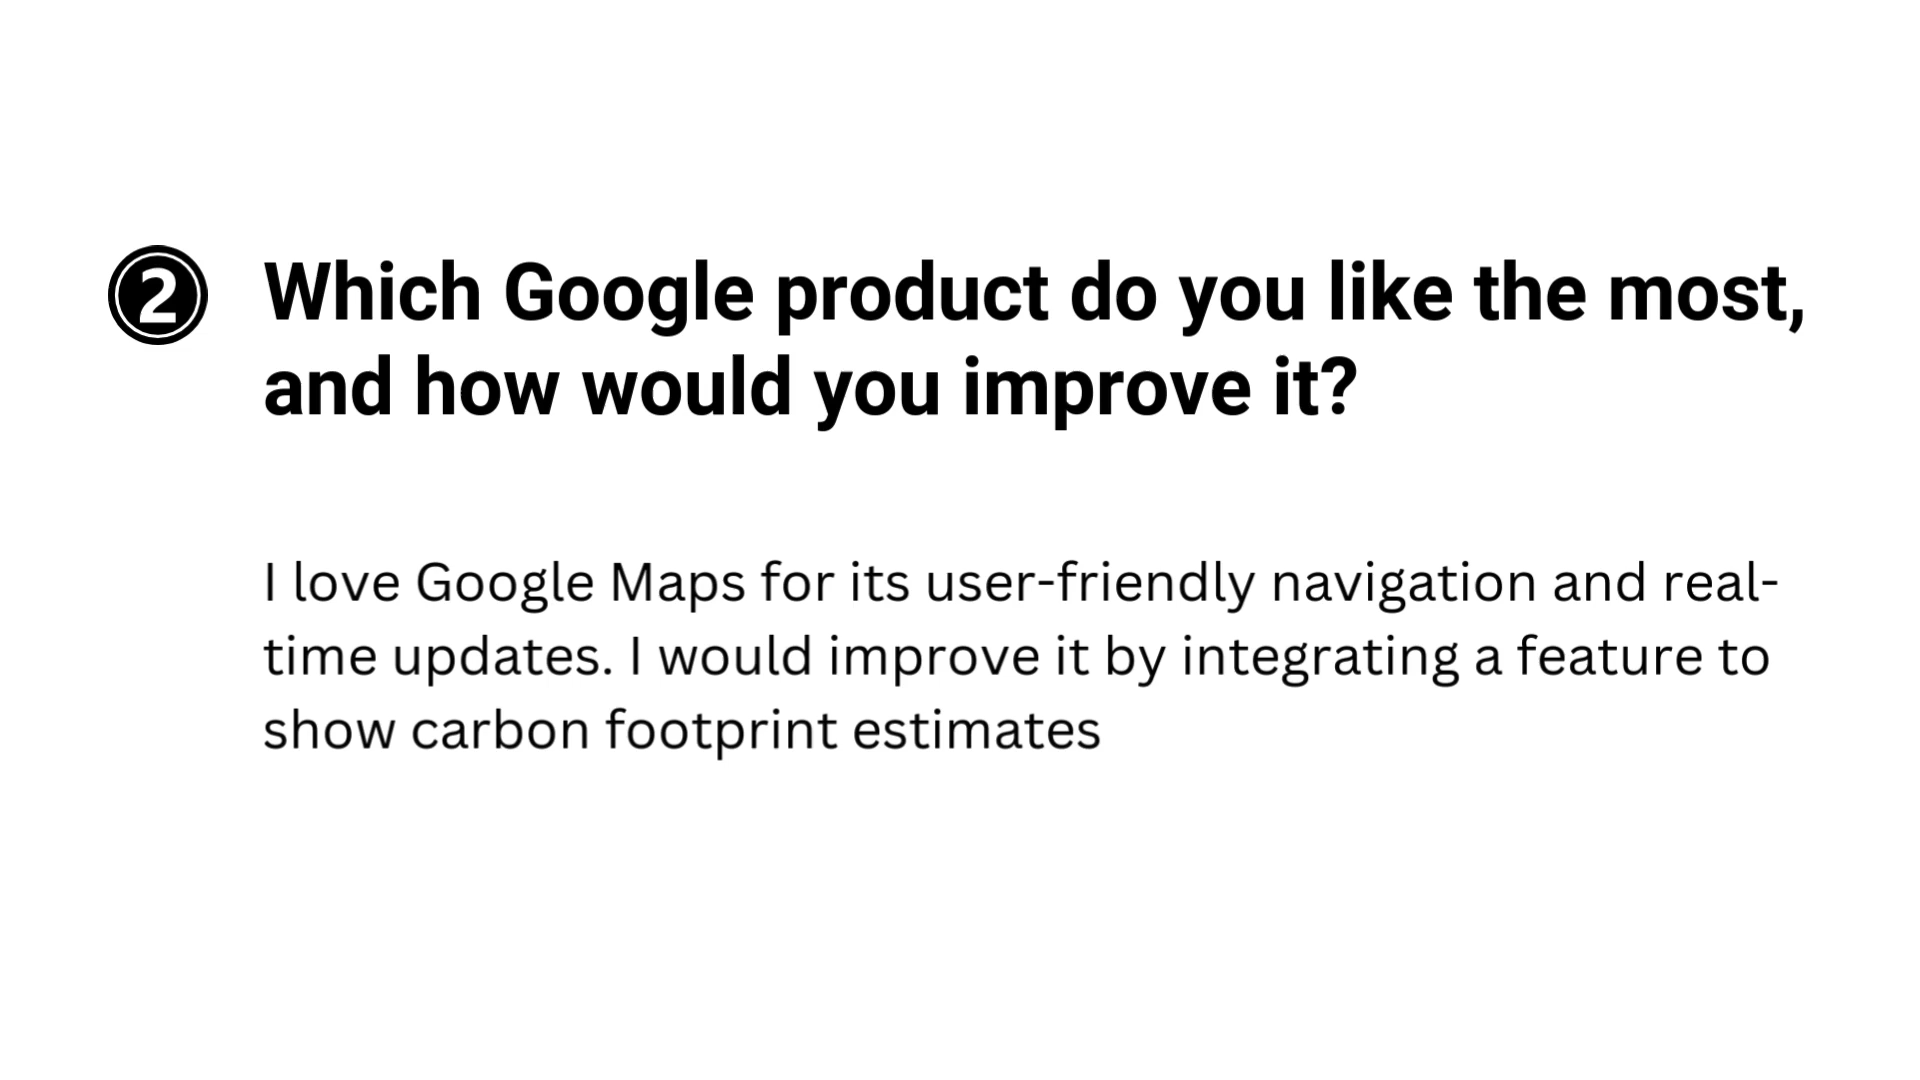 2 Which Google product do you like the most,
and how would you improve it?
I love Google Maps for its user-friendly navigation and real-
time updates. I would improve it by integrating a feature to
show carbon footprint estimates